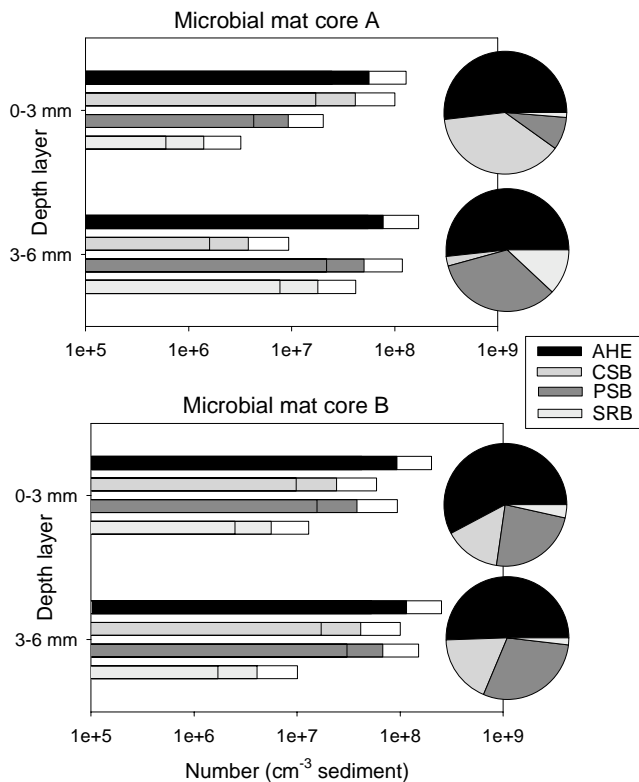 Microbial mat core A
Depth layer
0-3 mm
3-6 mm
1e+5 1e+6 1e+7 1e+8 1e+9
AHE
CSB
PSB
SRB
Microbial mat core B
Depth layer
0-3 mm
3-6 mm
1e+5 1e+6 1e+7 1e+8 1e+9
Number (cm-3 sediment)